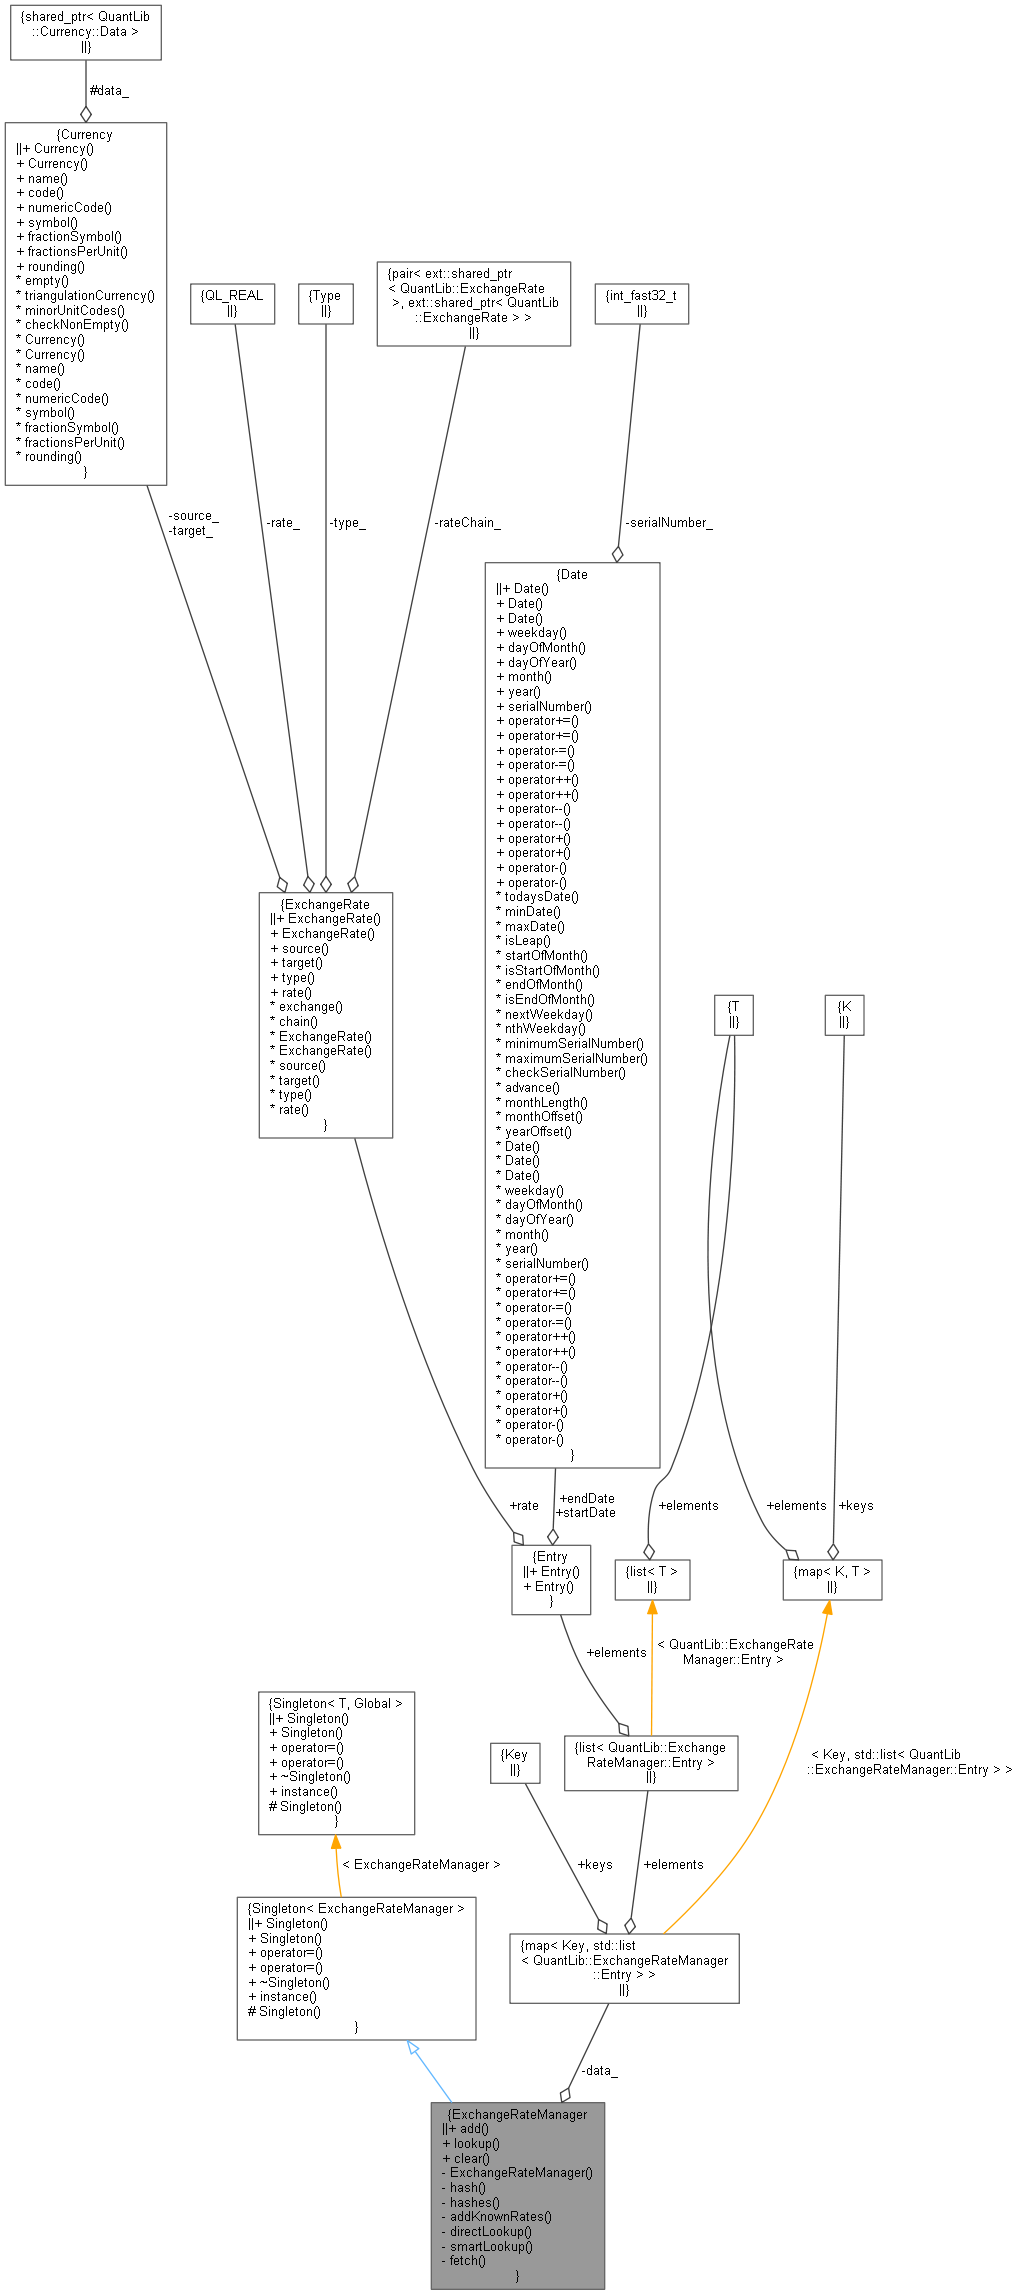 {shared_ptr< QuantLib
::Currency::Data >
||}
#data_
{Currency
||+ Currency()
+ Currency()
+ name()
+ code()
+ numericCode()
+ symbol()
+ fractionSymbol()
+ fractionsPerUnit()
+ rounding()
* empty()
* triangulationCurrency()
* minorUnitCodes()
* checkNonEmpty()
* Currency()
* Currency()
* name()
* code()
* numericCode()
* symbol()
* fractionSymbol()
* fractionsPerUnit()
* rounding()
}
{QL_REAL
||}
{Type
||}
{pair< ext::shared_ptr
< QuantLib::ExchangeRate
>, ext::shared_ptr< QuantLib
::ExchangeRate > >
||}
{int_fast32_t
||}
-source_
-target_
-rate_
-type_
-rateChain_
-serialNumber_
{Date
||+ Date()
+ Date()
+ Date()
+ weekday()
+ dayOfMonth()
+ dayOfYear()
+ month()
+ year()
+ serialNumber()
+ operator+=()
+ operator+=()
+ operator-=()
+ operator-=()
+ operator++()
+ operator++()
+ operator--()
+ operator--()
+ operator+()
+ operator+()
+ operator-()
+ operator-()
* todaysDate()
* minDate()
* maxDate()
* isLeap()
* startOfMonth()
* isStartOfMonth()
* endOfMonth()
* isEndOfMonth()
* nextWeekday()
* nthWeekday()
* minimumSerialNumber()
* maximumSerialNumber()
* checkSerialNumber()
* advance()
* monthLength()
* monthOffset()
* yearOffset()
* Date()
* Date()
* Date()
* weekday()
* dayOfMonth()
* dayOfYear()
* month()
* year()
* serialNumber()
* operator+=()
* operator+=()
* operator-=()
* operator-=()
* operator++()
* operator++()
* operator--()
* operator--()
* operator+()
* operator+()
* operator-()
* operator-()
}
{ExchangeRate
||+ ExchangeRate()
+ ExchangeRate()
+ source()
+ target()
+ type()
+ rate()
* exchange()
* chain()
* ExchangeRate()
* ExchangeRate()
* source()
* target()
* type()
* rate()
}
{T
||}
{K
||}
+rate
+endDate
+startDate
+elements
+elements
+keys
{Entry
||+ Entry()
+ Entry()
}
{list< T >
||}
{map< K, T >
||}
+elements
< QuantLib::ExchangeRate
Manager::Entry >
{Singleton< T, Global >
||+ Singleton()
+ Singleton()
+ operator=()
+ operator=()
+ ~Singleton()
+ instance()
# Singleton()
}
{Key
||}
{list< QuantLib::Exchange
RateManager::Entry >
||}
< Key, std::list< QuantLib
::ExchangeRateManager::Entry > >
< ExchangeRateManager >
+keys
+elements
{Singleton< ExchangeRateManager >
||+ Singleton()
+ Singleton()
+ operator=()
+ operator=()
+ ~Singleton()
+ instance()
# Singleton()
}
{map< Key, std::list
< QuantLib::ExchangeRateManager
::Entry > >
||}
-data_
{ExchangeRateManager
||+ add()
+ lookup()
+ clear()
- ExchangeRateManager()
- hash()
- hashes()
- addKnownRates()
- directLookup()
- smartLookup()
- fetch()
}